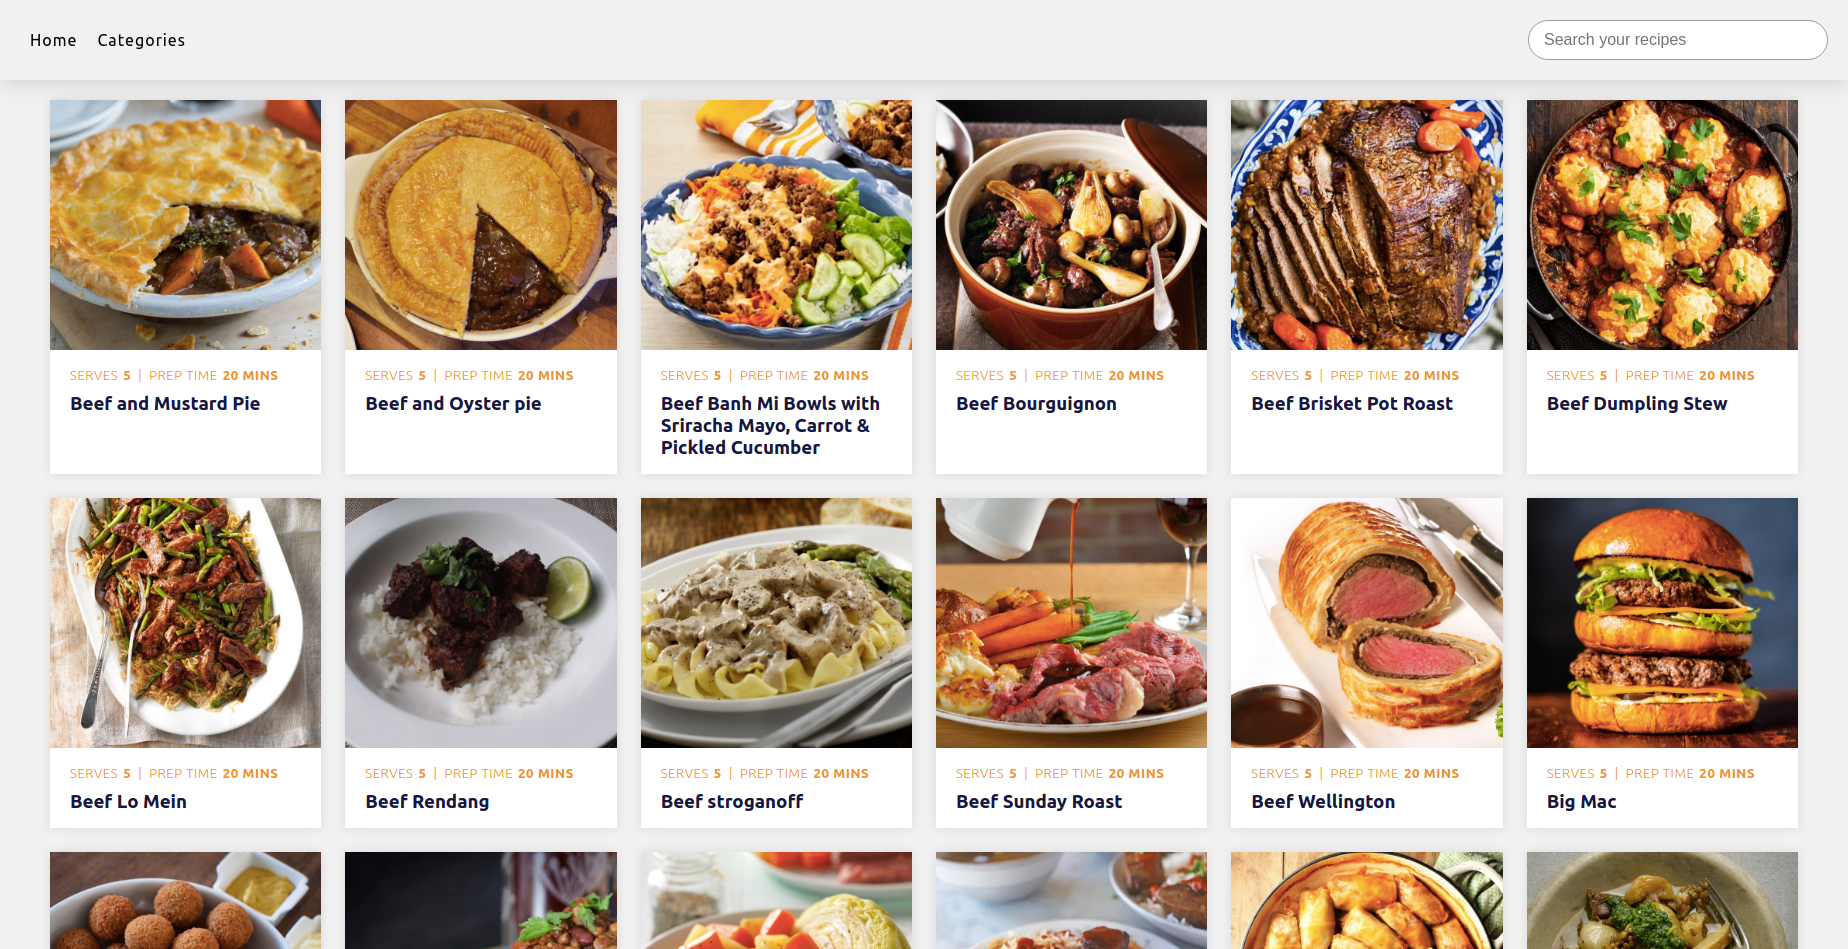 Home Categories
Search your recipes
SERVES 5 | PREP TIME 20 MINS
Beef and Mustard Pie
SERVES 5 | PREP TIME 20 MINS
Beef and Oyster pie
SERVES 5 | PREP TIME 20 MINS
Beef Banh Mi Bowls with
Sriracha Mayo, Carrot &
Pickled Cucumber
SERVES 5 | PREP TIME 20 MINS
Beef Bourguignon
SERVES 5 | PREP TIME 20 MINS
Beef Brisket Pot Roast
SERVES 5 | PREP TIME 20 MINS
Beef Dumpling Stew
SERVES 5 | PREP TIME 20 MINS
Beef Lo Mein
SERVES 5 | PREP TIME 20 MINS
Beef Rendang
SERVES 5 | PREP TIME 20 MINS
Beef stroganoff
SERVES 5 | PREP TIME 20 MINS
Beef Sunday Roast
SERVES 5 | PREP TIME 20 MINS
Beef Wellington
SERVES 5 | PREP TIME 20 MINS
Big Mac